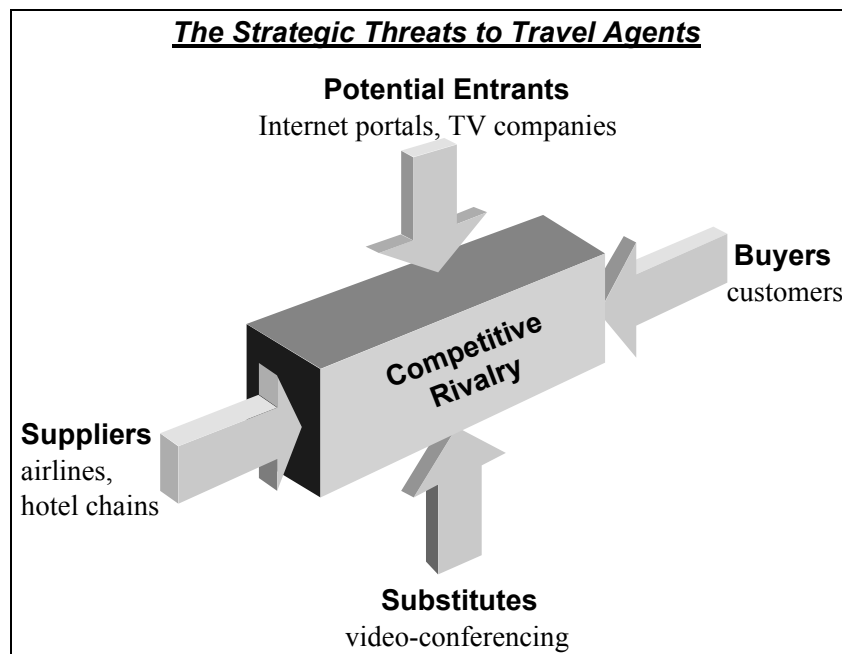 The Strategic Threats to Travel Agents
Potential Entrants
Internet portals, TV companies
Buyers
customers
Competitive
Rivalry
Suppliers
airlines,
hotel chains
Substitutes
video-conferencing